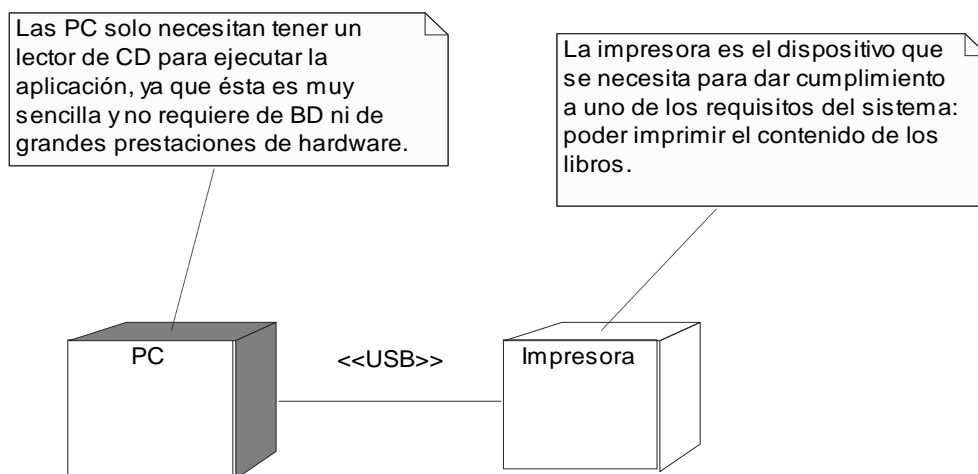 Las PC solo necesitan tener un
lector de CD para ejecutar la
aplicación, ya que ésta es muy
sencilla y no requiere de BD ni de
grandes prestaciones de hardware.
La impresora es el dispositivo que
se necesita para dar cumplimiento
a uno de los requisitos del sistema:
poder imprimir el contenido de los
libros.
PC
<<USB>>
Impresora